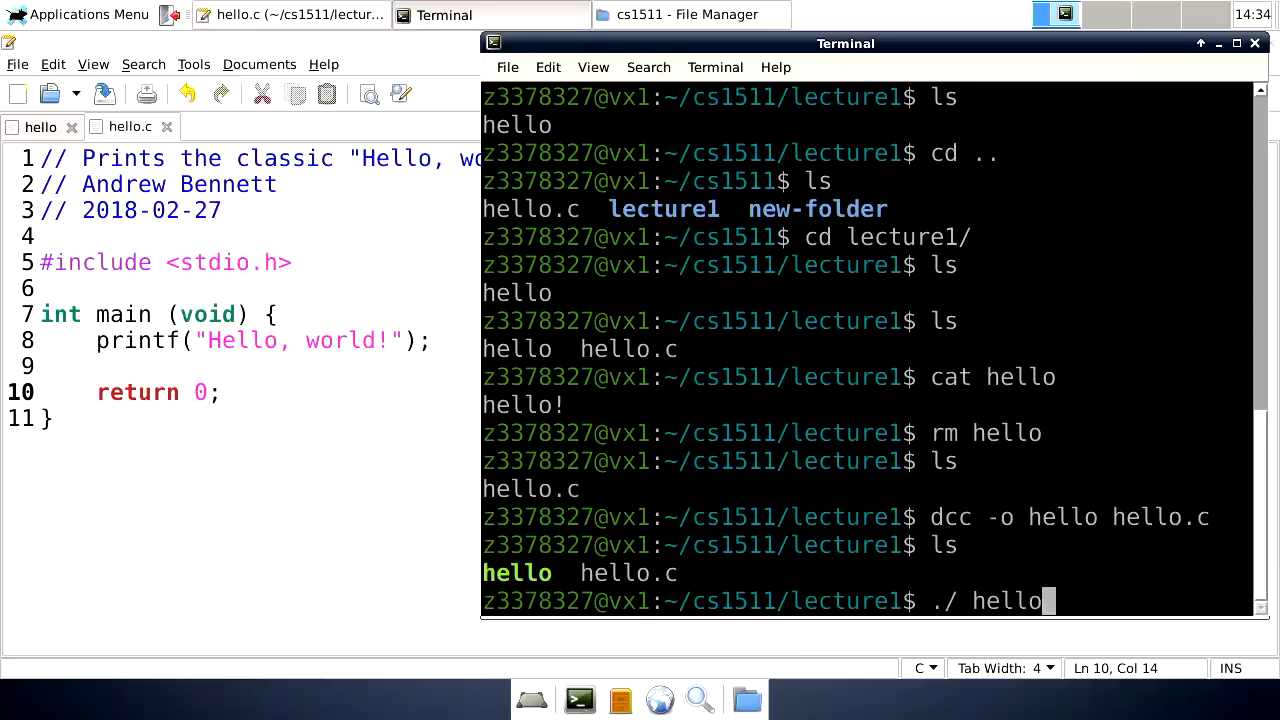 Applications Menu
hello.c (~/cs1511/lectur...
Terminal
cs1511 - File Manager
14:34
File Edit View Search Tools Documents Help
hello
hello.c
1 // Prints the classic "Hello, wo
2 // Andrew Bennett
3 // 2018-02-27
4
5 #include <stdio.h>
6
7 int main (void) {
8     printf("Hello, world!");
9
10     return 0;
11 }
Terminal
File Edit View Search Terminal Help
z3378327@vx1:~/cs1511/lecture1$ ls
hello
z3378327@vx1:~/cs1511/lecture1$ cd ..
z3378327@vx1:~/cs1511$ ls
hello.c  lecture1  new-folder
z3378327@vx1:~/cs1511$ cd lecture1/
z3378327@vx1:~/cs1511/lecture1$ ls
hello
z3378327@vx1:~/cs1511/lecture1$ ls
hello  hello.c
z3378327@vx1:~/cs1511/lecture1$ cat hello
hello!
z3378327@vx1:~/cs1511/lecture1$ rm hello
z3378327@vx1:~/cs1511/lecture1$ ls
hello.c
z3378327@vx1:~/cs1511/lecture1$ dcc -o hello hello.c
z3378327@vx1:~/cs1511/lecture1$ ls
hello  hello.c
z3378327@vx1:~/cs1511/lecture1$ ./ hello
C
Tab Width: 4
Ln 10, Col 14
INS